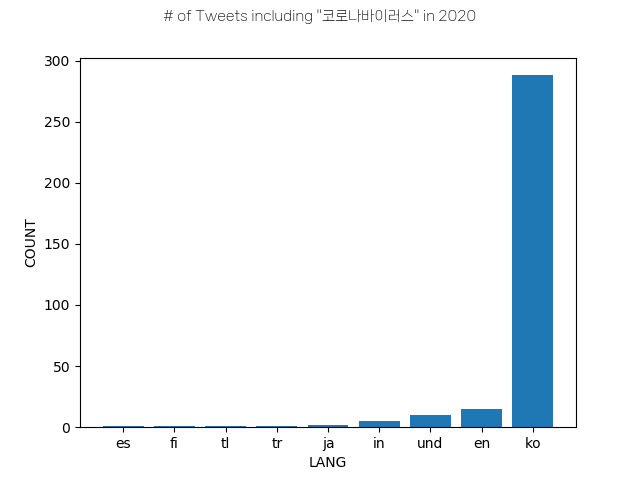 # of Tweets including "코로나바이러스" in 2020
300
250
200
150
100
50
0
COUNT
es fi tl tr ja in und en ko
LANG